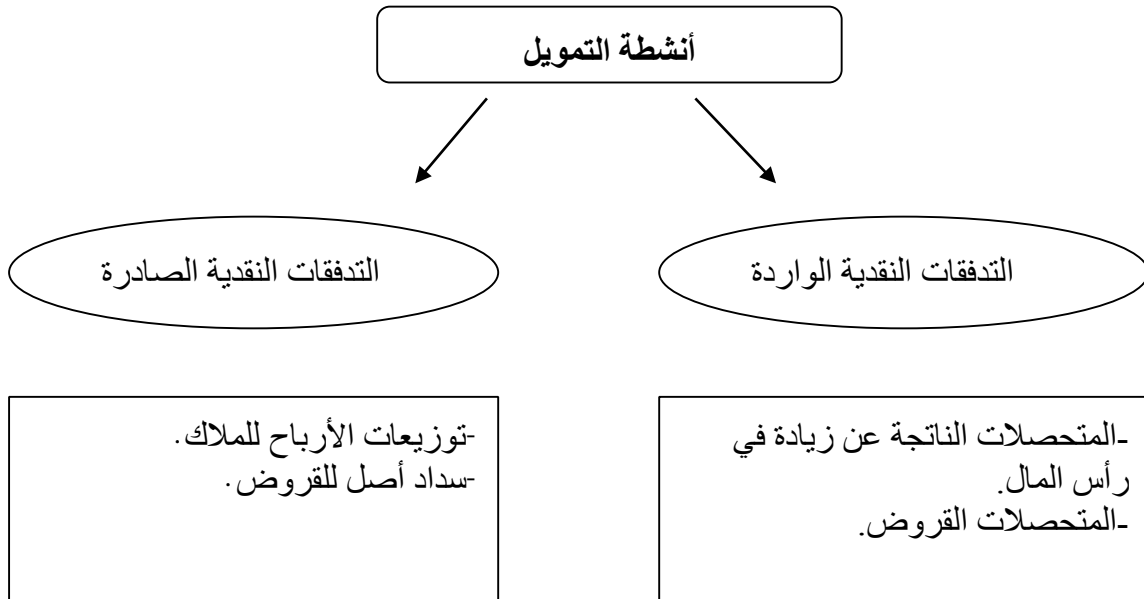 أنشطة التمويل
التدفقات النقدية الواردة
التدفقات النقدية الصادرة
-المتحصلات الناتجة عن زيادة في
رأس المال.
-المتحصلات القروض.
-توزيعات الأرباح للملاك.
-سداد أصل للقروض.